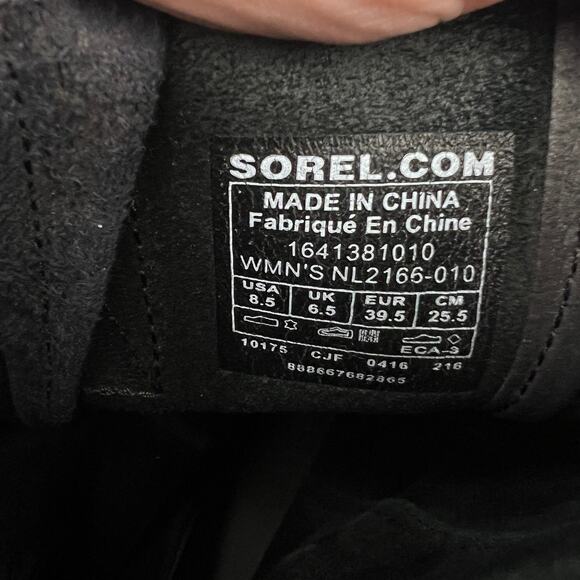 SOREL.COM
MADE IN CHINA
Fabriqué En Chine
1641381010
WMN'S NL2166-010
USA UK EUR CM
8.5 6.5 39.5 25.5
ECA-3
10175 CJF 0416 216
888667682865